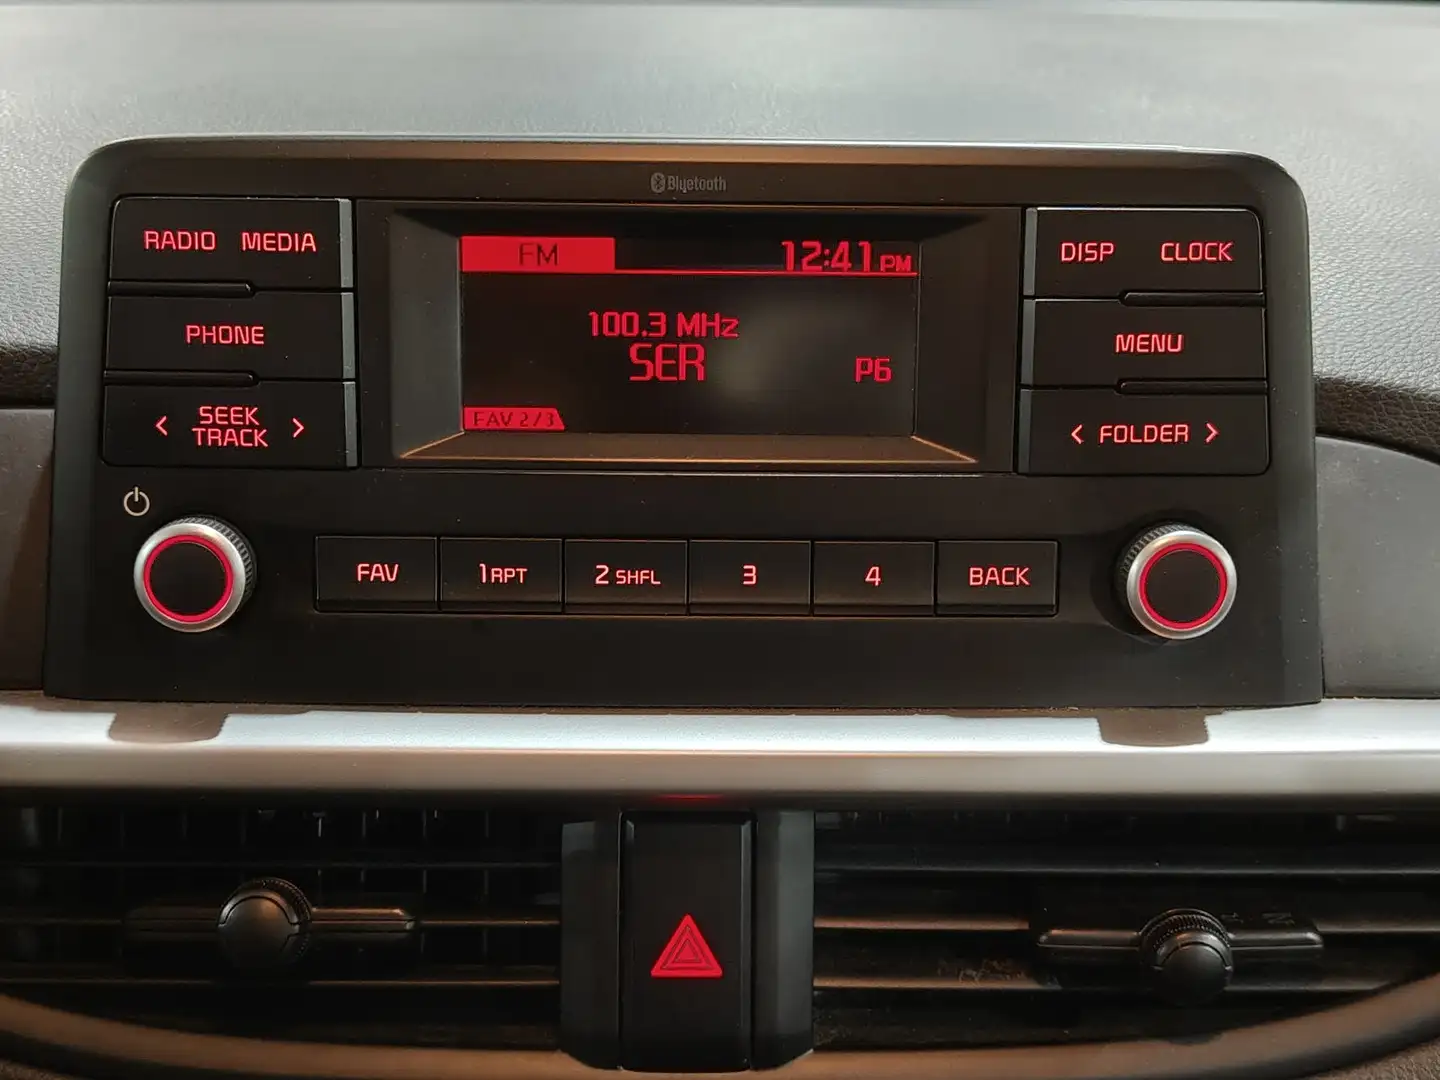 Bluetooth
RADIO MEDIA
PHONE
< SEEK TRACK >
FM 12:41 PM
100.3 MHz
SER
P6
FAV 2/3
DISP CLOCK
MENU
< FOLDER >
FAV 1 RPT 2 SHFL 3 4 BACK